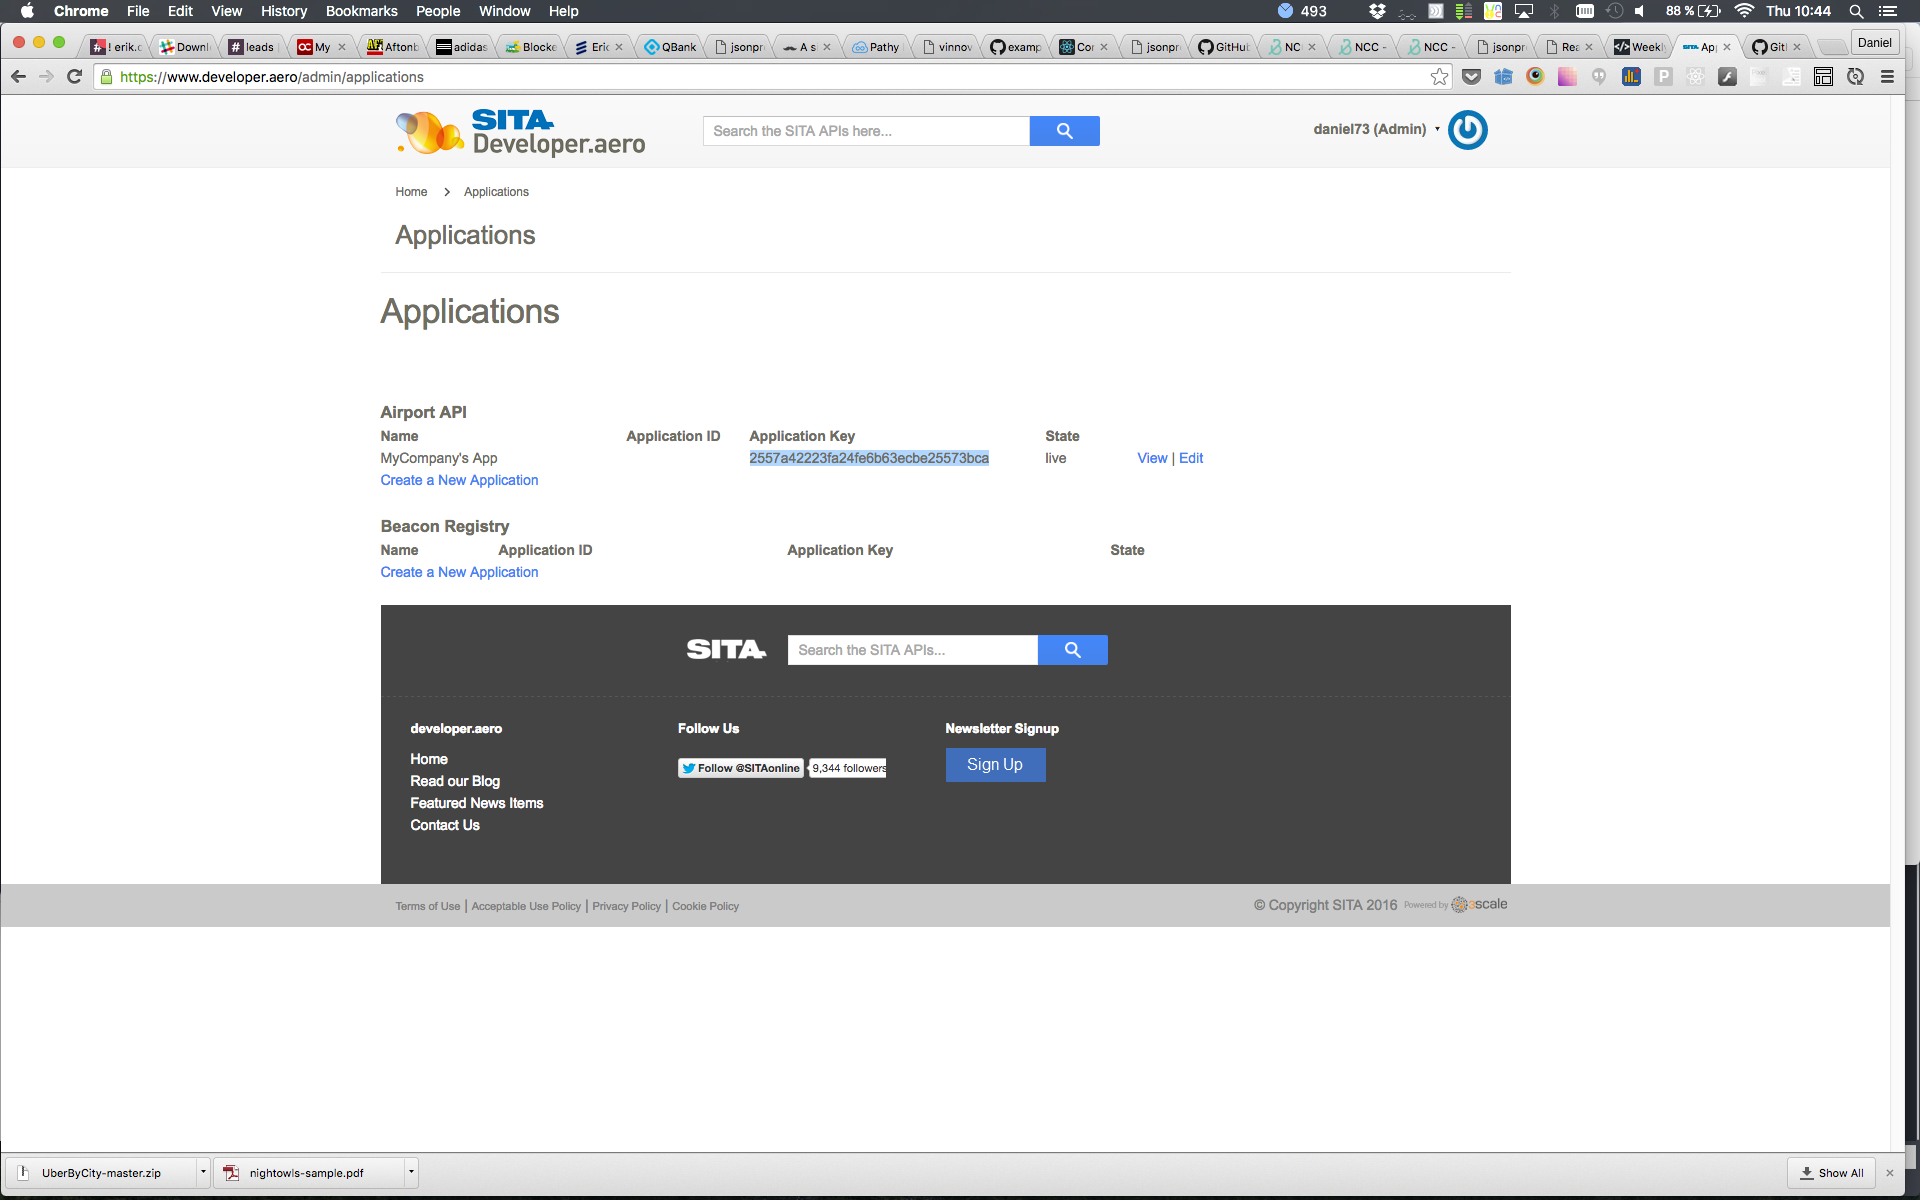 Chrome File Edit View History Bookmarks People Window Help 493 88 % Thu 10:44
! erik.c Downl leads My Aftonb adidas Blocke Eric QBank jsonpr A s Pathy vinnov examp Cor jsonpr GitHub NC NCC - NCC - jsonpr Rea Weekl Ap Git Daniel
https://www.developer.aero/admin/applications
SITA
Developer.aero
Search the SITA APIs here...
daniel73 (Admin)
Home > Applications
Applications
Applications
Airport API
Name Application ID Application Key State
MyCompany's App 2557a42223fa24fe6b63ecbe25573bca live View | Edit
Create a New Application
Beacon Registry
Name Application ID Application Key State
Create a New Application
SITA
Search the SITA APIs...
developer.aero Follow Us Newsletter Signup
Home
Read our Blog
Featured News Items
Contact Us
Follow @SITAonline 9,344 followers
Sign Up
Terms of Use | Acceptable Use Policy | Privacy Policy | Cookie Policy
© Copyright SITA 2016 Powered by 3scale
UberByCity-master.zip nightowls-sample.pdf Show All